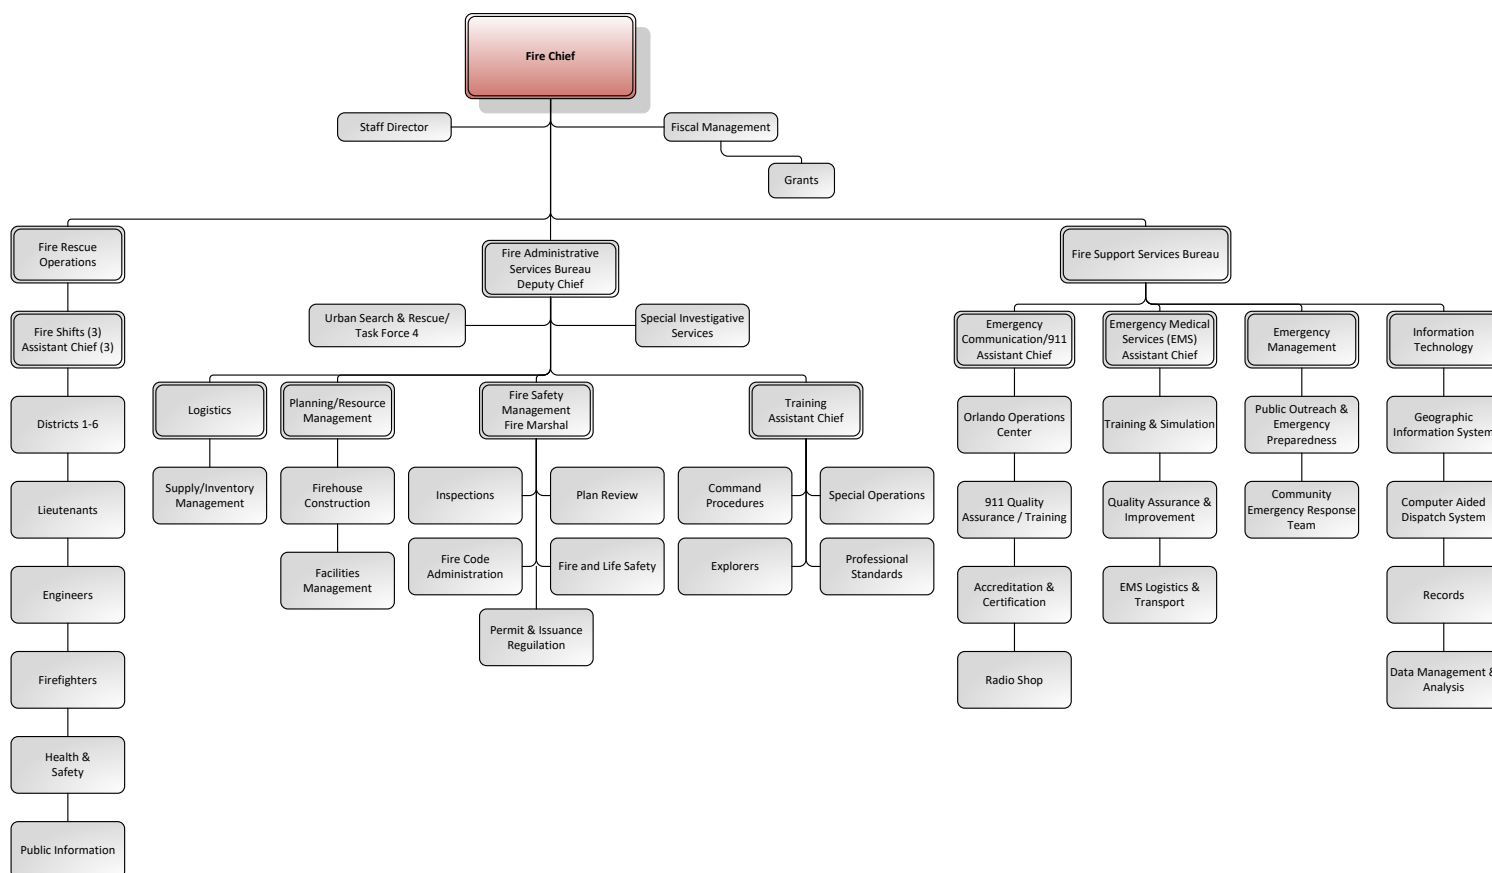 Fire Chief
Staff Director
Fiscal Management
Grants
Fire Rescue
Operations
Fire Administrative
Services Bureau
Deputy Chief
Fire Support Services Bureau
Urban Search & Rescue/
Task Force 4
Special Investigative
Services
Fire Shifts (3)
Assistant Chief (3)
Emergency
Communication/911
Assistant Chief
Emergency Medical
Services (EMS)
Assistant Chief
Emergency
Management
Information
Technology
Logistics
Planning/Resource
Management
Fire Safety
Management
Fire Marshal
Training
Assistant Chief
Districts 1-6
Orlando Operations
Center
Training & Simulation
Public Outreach &
Emergency
Preparedness
Geographic
Information System
Supply/Inventory
Management
Firehouse
Construction
Inspections
Plan Review
Command
Procedures
Special Operations
Lieutenants
911 Quality
Assurance / Training
Quality Assurance &
Improvement
Community
Emergency Response
Team
Computer Aided
Dispatch System
Facilities
Management
Fire Code
Administration
Fire and Life Safety
Explorers
Professional
Standards
Engineers
Accreditation &
Certification
EMS Logistics &
Transport
Records
Permit & Issuance
Reguilation
Firefighters
Radio Shop
Data Management &
Analysis
Health &
Safety
Public Information